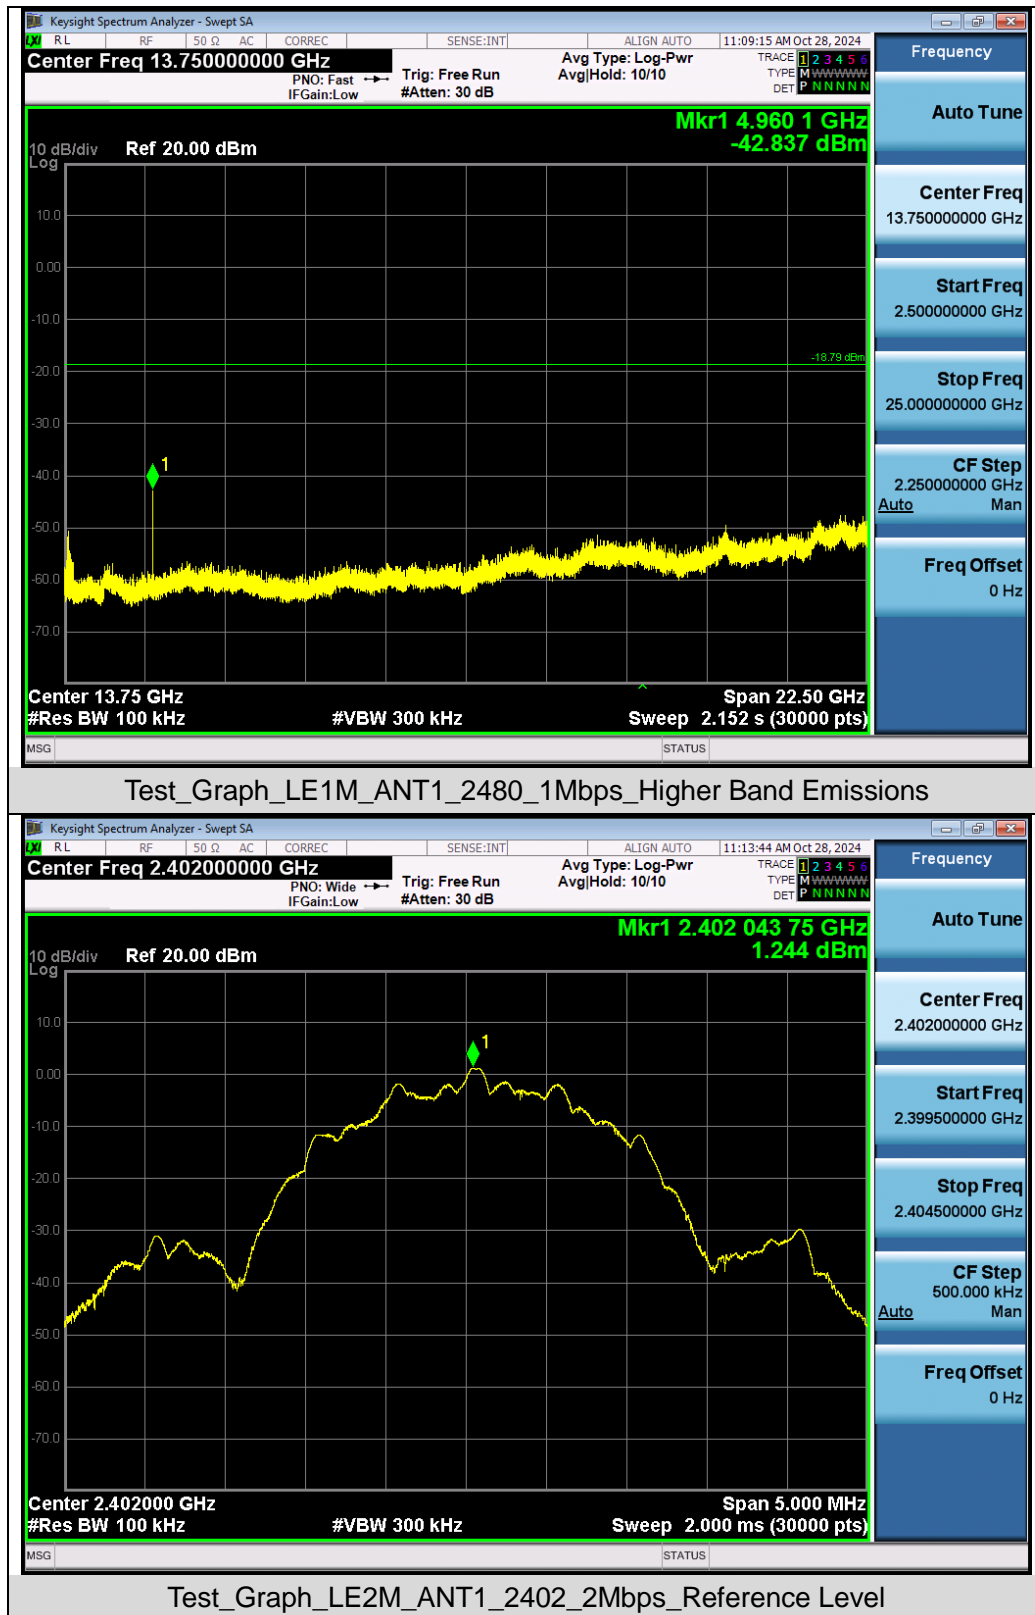 Keysight Spectrum Analyzer - Swept SA
LXI RL RF 50 Ω AC CORREC SENSE:INT ALIGN AUTO 11:09:15 AM Oct 28, 2024
Center Freq 13.750000000 GHz
PNO: Fast
IFGain:Low
Trig: Free Run
#Atten: 30 dB
Avg Type: Log-Pwr
Avg|Hold: 10/10
TRACE 1 2 3 4 5 6
TYPE M WWWWW
DET P N N N N N
Mkr1 4.960 1 GHz
-42.837 dBm
10 dB/div Ref 20.00 dBm
Log
10.0
0.00
-10.0
-18.79 dBm
-20.0
-30.0
1
-40.0
-50.0
-60.0
-70.0
Center 13.75 GHz Span 22.50 GHz
#Res BW 100 kHz #VBW 300 kHz Sweep 2.152 s (30000 pts)
MSG STATUS
Frequency
Auto Tune
Center Freq
13.750000000 GHz
Start Freq
2.500000000 GHz
Stop Freq
25.000000000 GHz
CF Step
2.250000000 GHz
Auto Man
Freq Offset
0 Hz
Test_Graph_LE1M_ANT1_2480_1Mbps_Higher Band Emissions
Keysight Spectrum Analyzer - Swept SA
LXI RL RF 50 Ω AC CORREC SENSE:INT ALIGN AUTO 11:13:44 AM Oct 28, 2024
Center Freq 2.402000000 GHz
PNO: Wide
IFGain:Low
Trig: Free Run
#Atten: 30 dB
Avg Type: Log-Pwr
Avg|Hold: 10/10
TRACE 1 2 3 4 5 6
TYPE M WWWWW
DET P N N N N N
Mkr1 2.402 043 75 GHz
1.244 dBm
10 dB/div Ref 20.00 dBm
Log
10.0
1
0.00
-10.0
-20.0
-30.0
-40.0
-50.0
-60.0
-70.0
Center 2.402000 GHz Span 5.000 MHz
#Res BW 100 kHz #VBW 300 kHz Sweep 2.000 ms (30000 pts)
MSG STATUS
Frequency
Auto Tune
Center Freq
2.402000000 GHz
Start Freq
2.399500000 GHz
Stop Freq
2.404500000 GHz
CF Step
500.000 kHz
Auto Man
Freq Offset
0 Hz
Test_Graph_LE2M_ANT1_2402_2Mbps_Reference Level